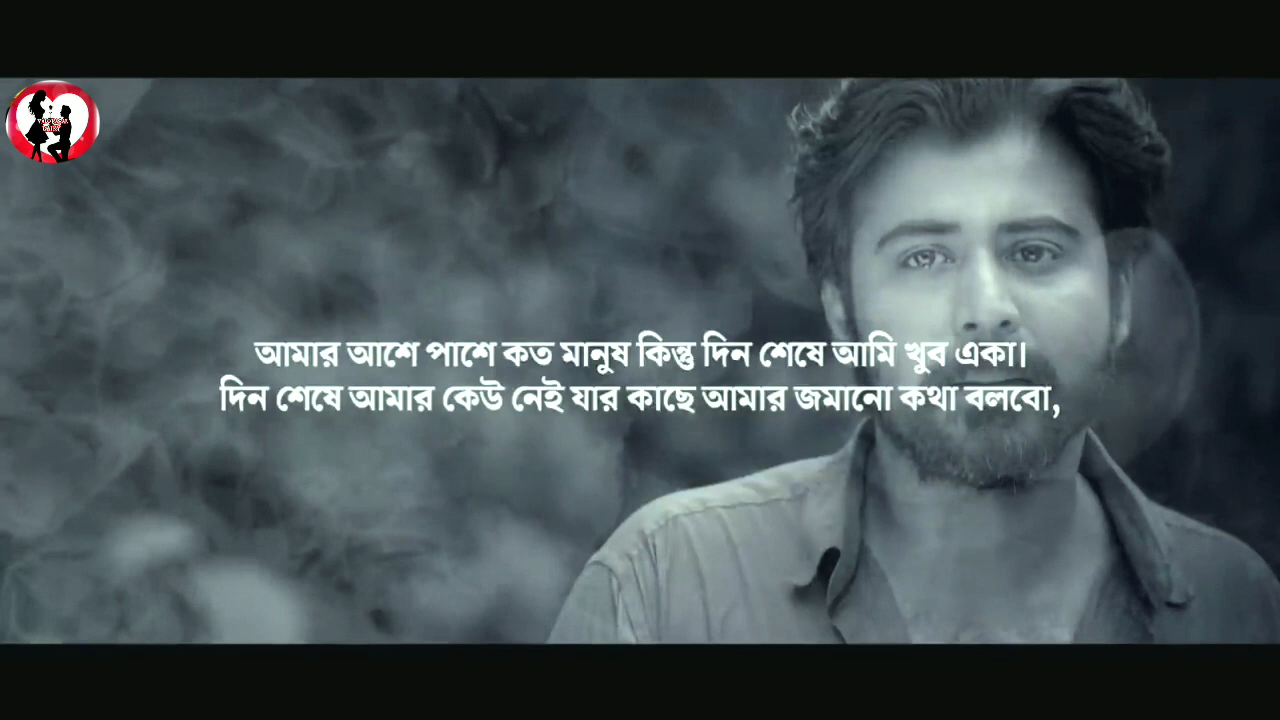 আমার আশে পাশে কত মানুষ কিন্তু দিন শেষে আমি খুব একা।
দিন শেষে আমার কেউ নেই যার কাছে আমার জমানো কথা বলবো,